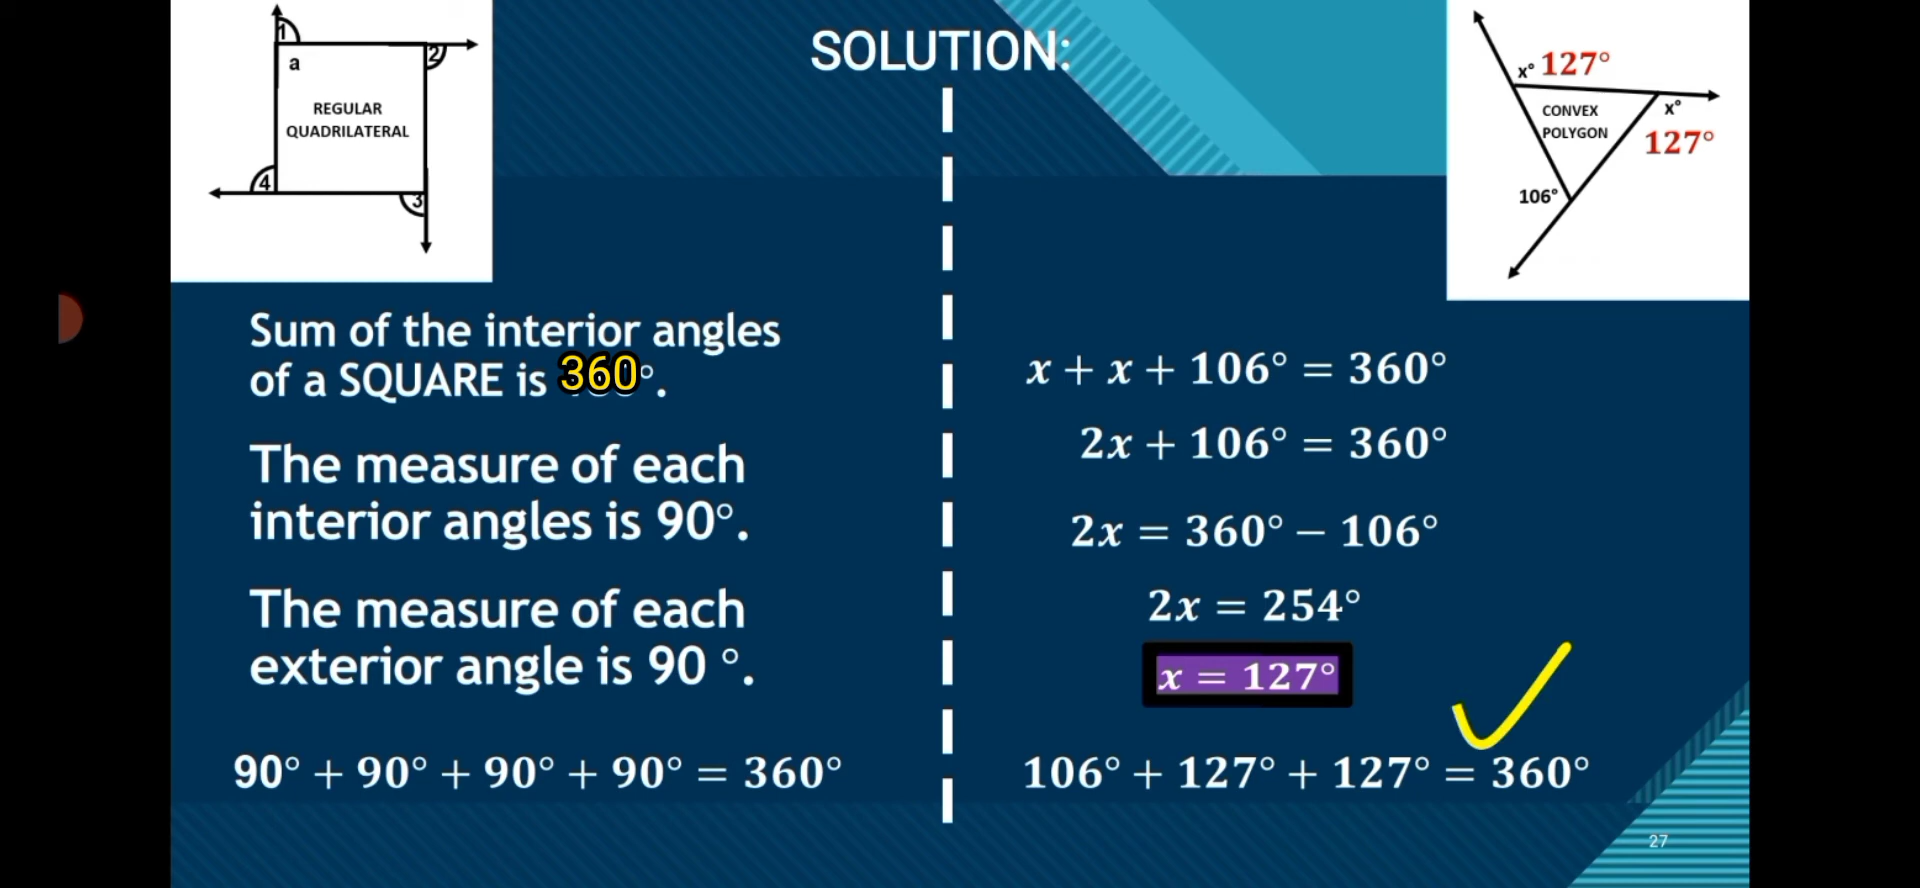 SOLUTION:
1
2
a
REGULAR
QUADRILATERAL
4
3
x° 127°
CONVEX
POLYGON
x°
127°
106°
Sum of the interior angles
of a SQUARE is 360°.
The measure of each
interior angles is 90°.
The measure of each
exterior angle is 90 °.
90° + 90° + 90° + 90° = 360°
x + x + 106° = 360°
2x + 106° = 360°
2x = 360° − 106°
2x = 254°
x = 127°
106° + 127° + 127° = 360°
27